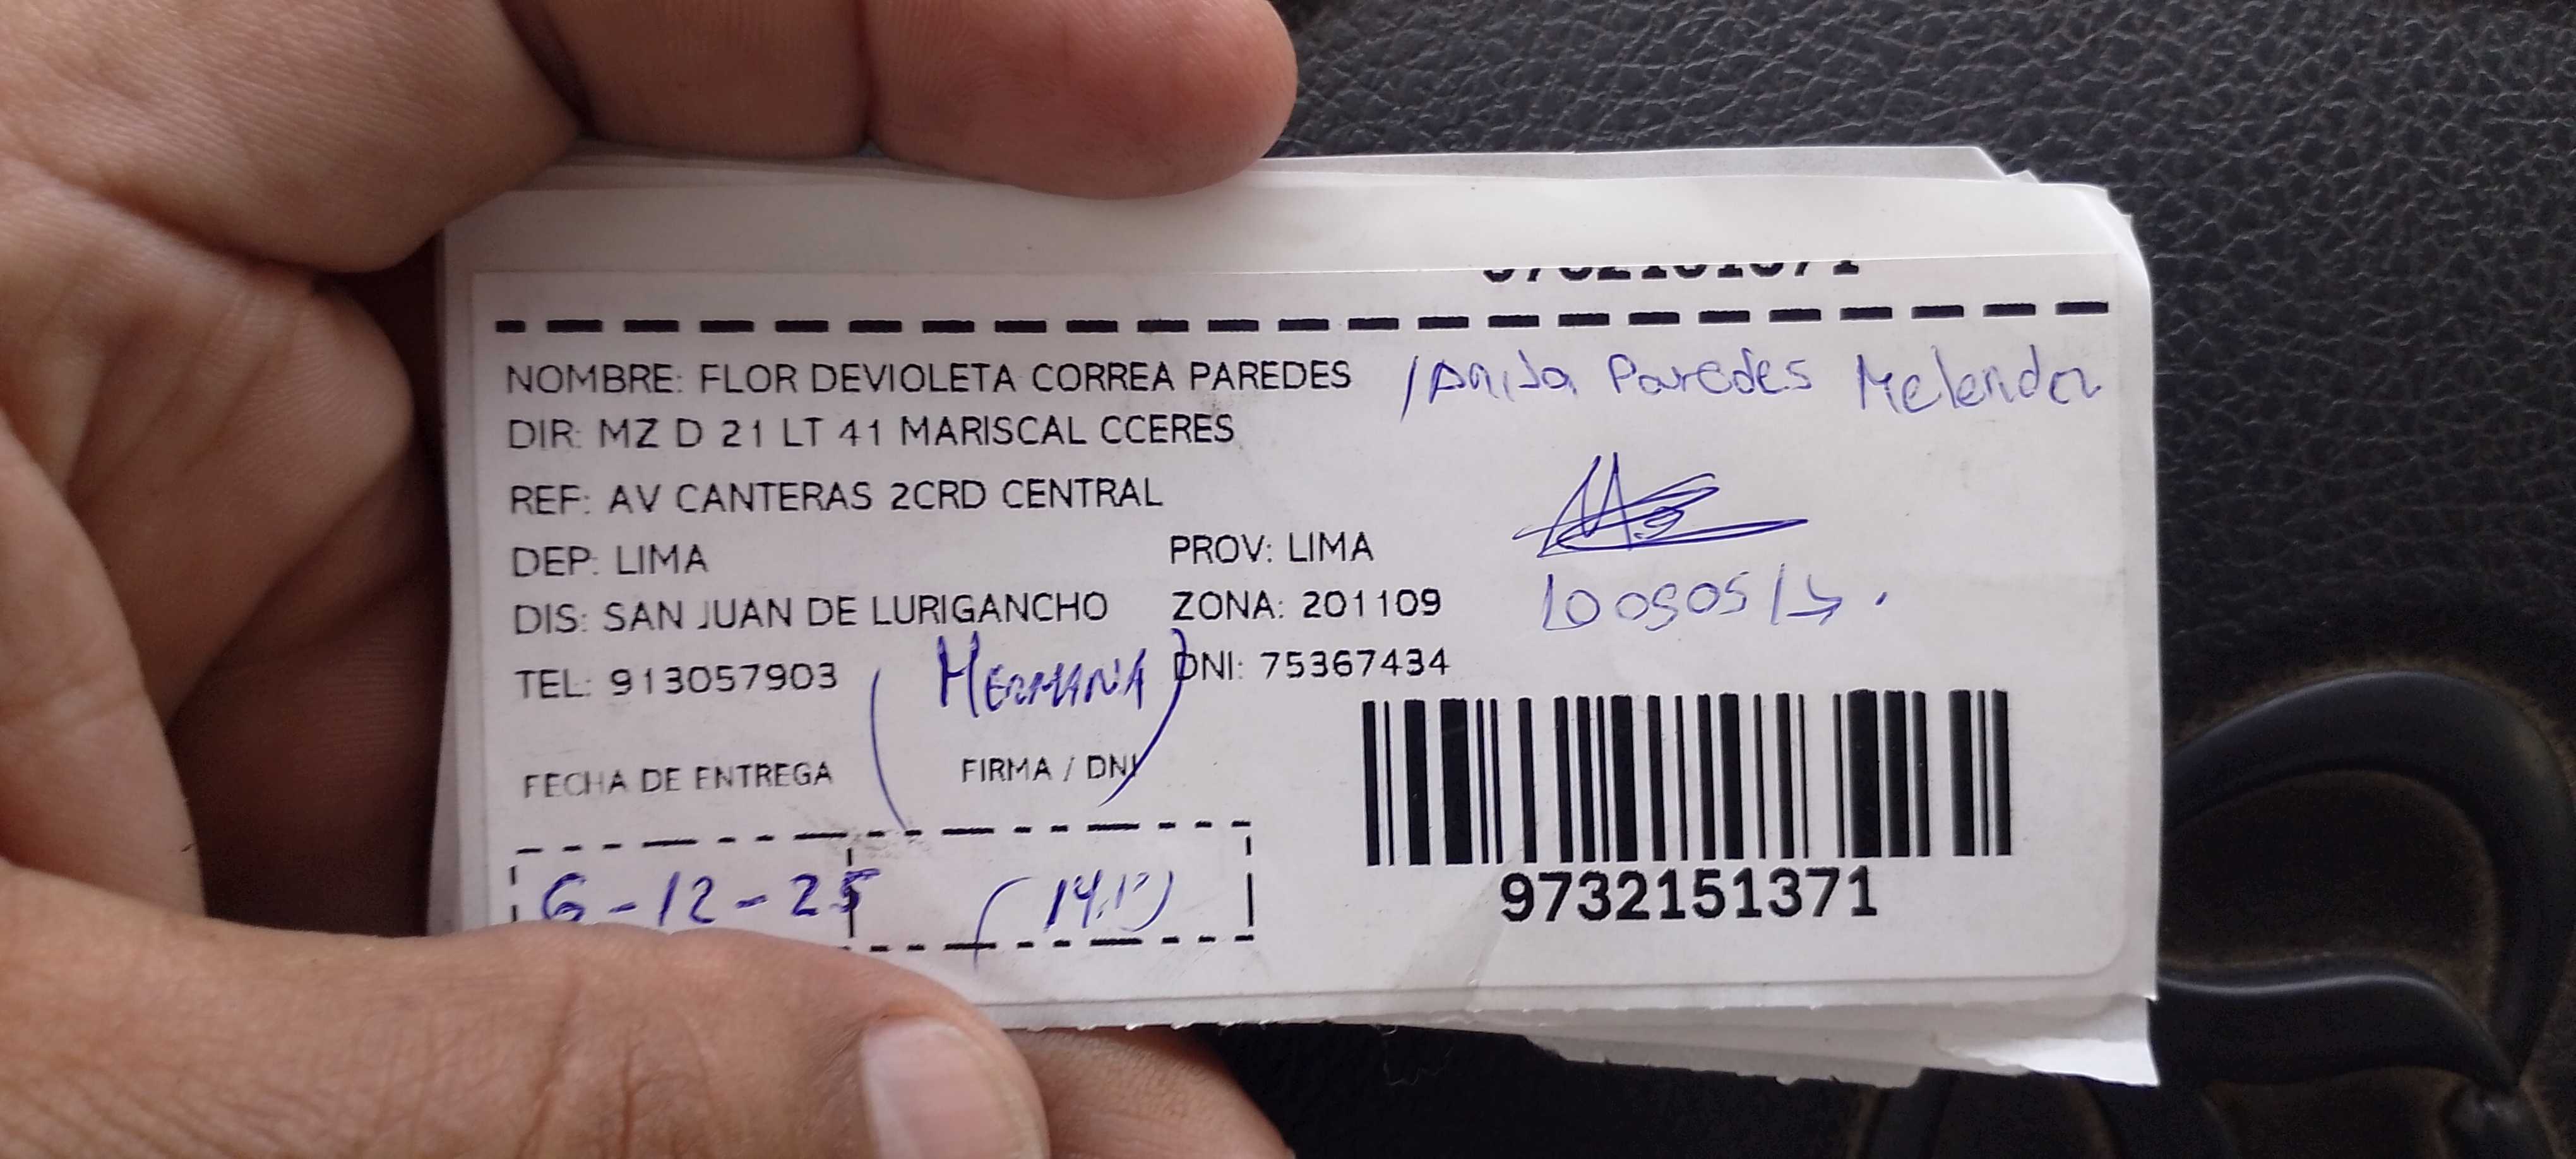 NOMBRE: FLOR DEVIOLETA CORREA PAREDES Paredes Melendez
DIR: MZ D 21 LT 41 MARISCAL CCERES
REF: AV CANTERAS 2CRD CENTRAL
DEP: LIMA PROV: LIMA
DIS: SAN JUAN DE LURIGANCHO ZONA: 201109
TEL: 913057903 (HERMANA) DNI: 75367434
FECHA DE ENTREGA FIRMA / DNI
6-12-25
9732151371